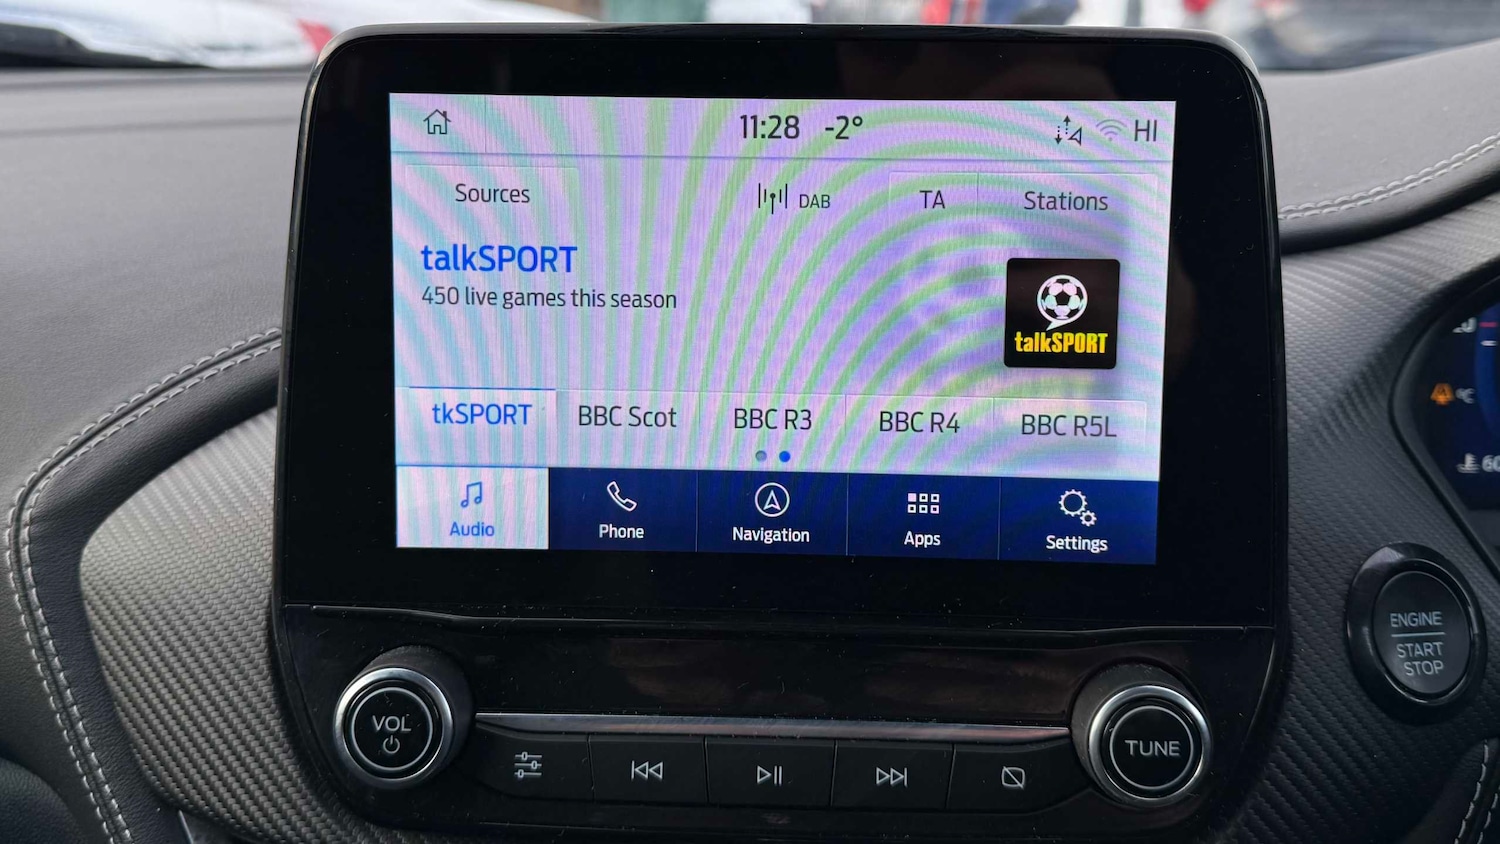 11:28 -2° HI
Sources DAB TA Stations
talkSPORT
450 live games this season
talkSPORT
tkSPORT BBC Scot BBC R3 BBC R4 BBC R5L
Audio Phone Navigation Apps Settings
ENGINE
START
STOP
VOL
TUNE